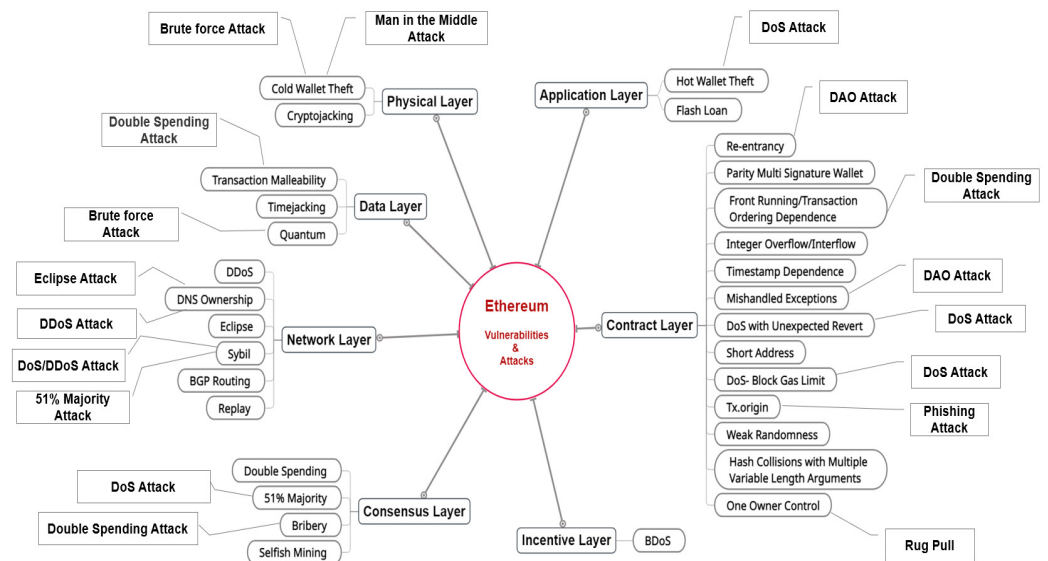 Brute force Attack
Man in the Middle
Attack
Cold Wallet Theft
Cryptojacking
Physical Layer
Double Spending
Attack
Transaction Malleability
Timejacking
Quantum
Data Layer
Brute force
Attack
Eclipse Attack
DDoS Attack
DoS/DDoS Attack
51% Majority
Attack
DDoS
DNS Ownership
Eclipse
Sybil
BGP Routing
Replay
Network Layer
DoS Attack
Double Spending Attack
Double Spending
51% Majority
Bribery
Selfish Mining
Consensus Layer
Ethereum
Vulnerabilities
&
Attacks
DoS Attack
Application Layer
Hot Wallet Theft
Flash Loan
Contract Layer
Re-entrancy
DAO Attack
Parity Multi Signature Wallet
Front Running/Transaction
Ordering Dependence
Double Spending
Attack
Integer Overflow/Interflow
Timestamp Dependence
Mishandled Exceptions
DAO Attack
DoS with Unexpected Revert
DoS Attack
Short Address
DoS- Block Gas Limit
DoS Attack
Tx.origin
Phishing
Attack
Weak Randomness
Hash Collisions with Multiple
Variable Length Arguments
One Owner Control
Rug Pull
Incentive Layer
BDoS